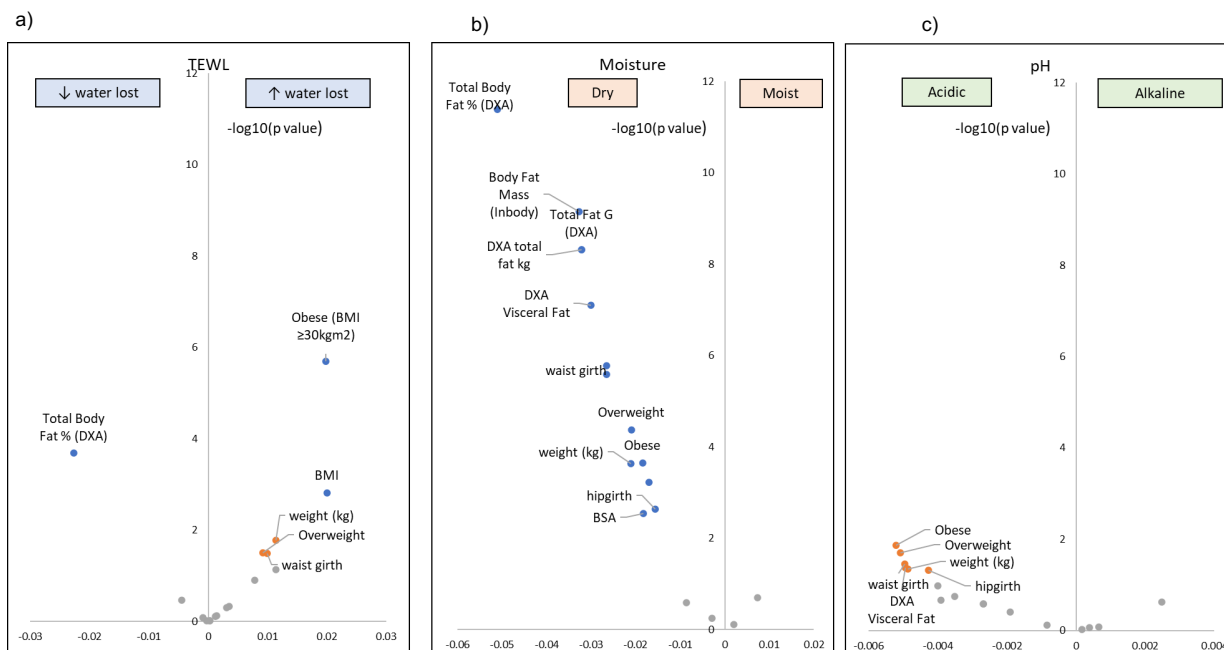 a)
TEWL
↓ water lost
↑ water lost
-log10(p value)
12
10
8
6
4
2
0
Obese (BMI
≥30kgm2)
Total Body
Fat % (DXA)
BMI
weight (kg)
Overweight
waist girth
-0.03
-0.02
-0.01
0
0.01
0.02
0.03
b)
Moisture
Total Body
Fat % (DXA)
Dry
Moist
-log10(p value)
12
10
8
6
4
2
0
Body Fat
Mass
(Inbody)
Total Fat G
(DXA)
DXA total
fat kg
DXA
Visceral Fat
waist girth
Overweight
Obese
weight (kg)
hipgirth
BSA
-0.06
-0.05
-0.04
-0.03
-0.02
-0.01
0
0.01
0.02
c)
pH
Acidic
Alkaline
-log10(p value)
12
10
8
6
4
2
0
Obese
Overweight
weight (kg)
waist girth
hipgirth
DXA
Visceral Fat
-0.006
-0.004
-0.002
0
0.002
0.004